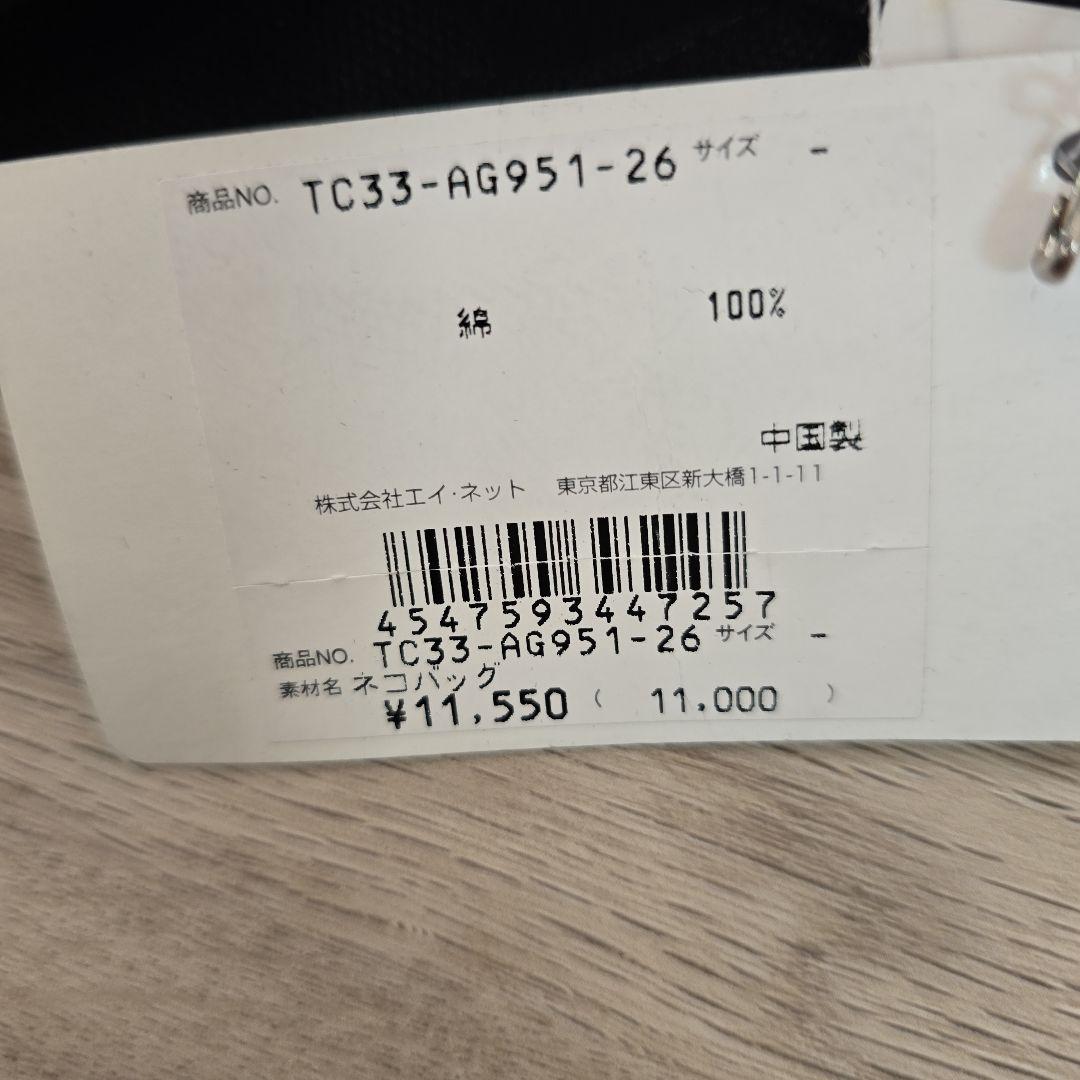 商品NO. TC33-AG951-26 サイズ -
綿 100%
中国製
株式会社エイ・ネット 東京都江東区新大橋1-1-11
4547593447257
商品NO. TC33-AG951-26 サイズ -
素材名 ネコバッグ
¥11,550 ( 11.000 )